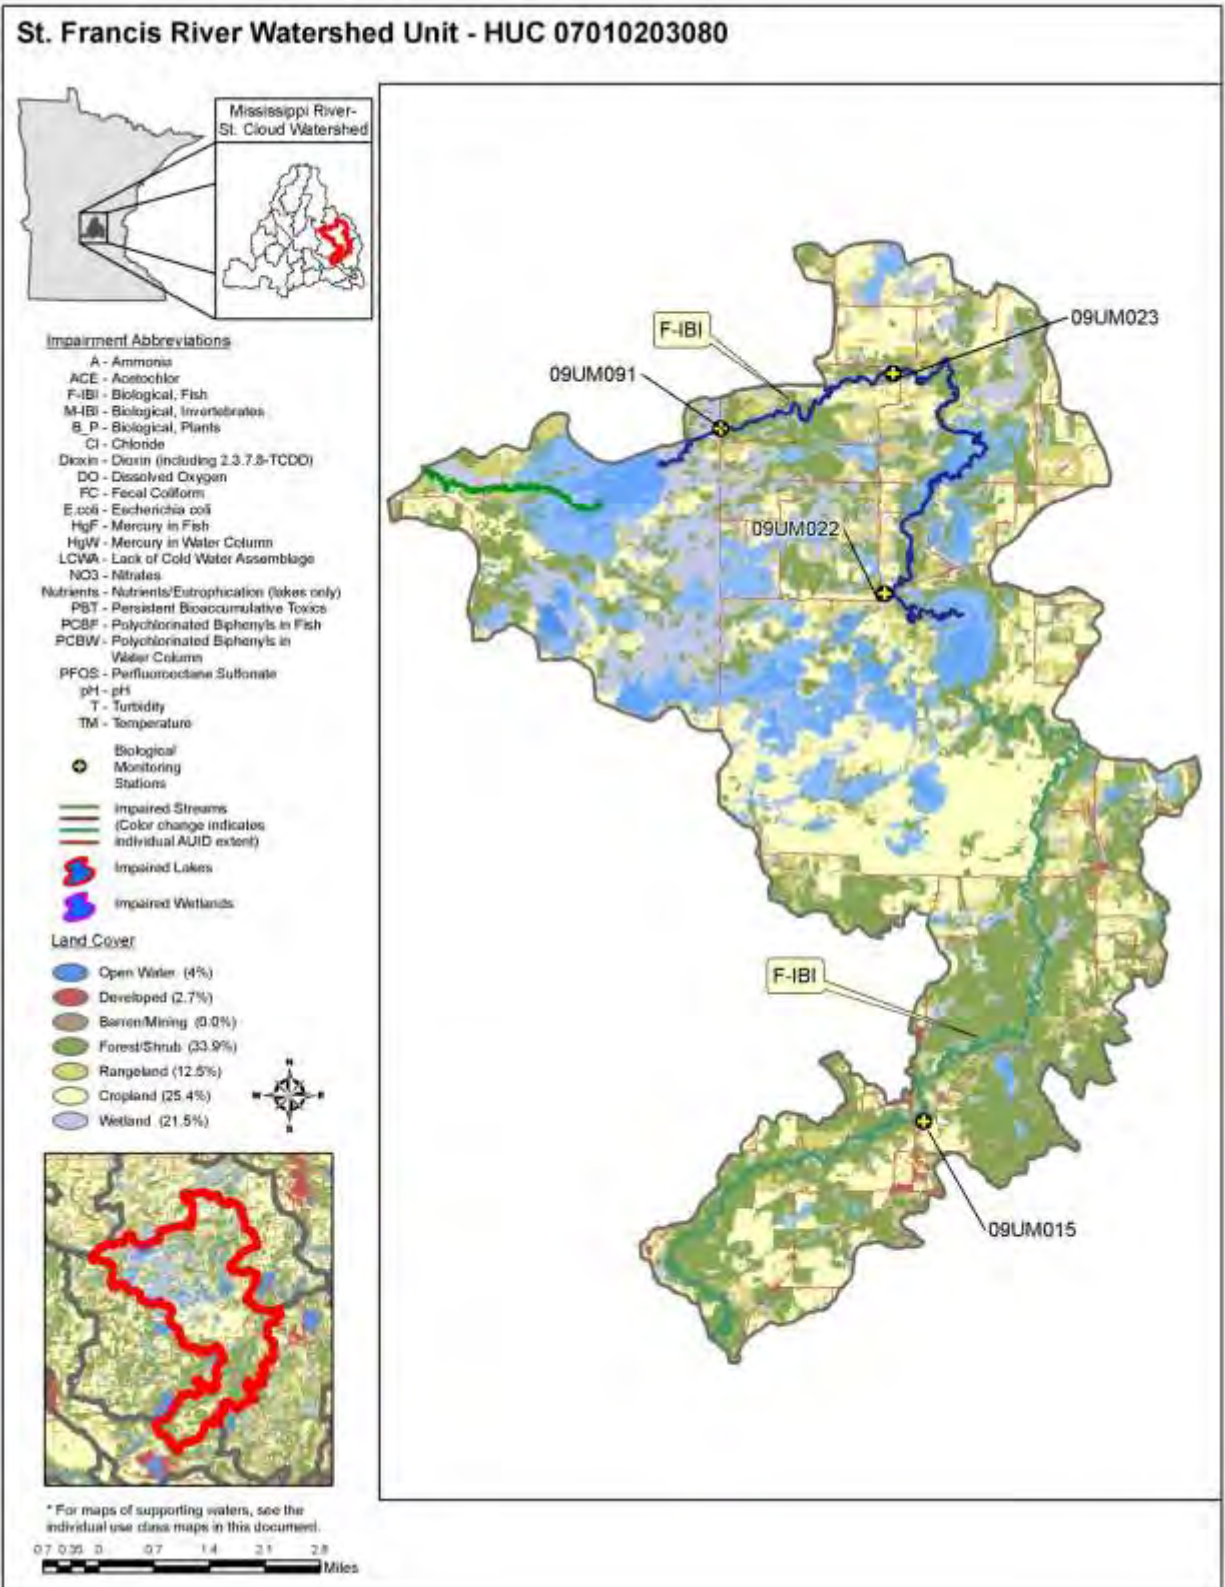 St. Francis River Watershed Unit - HUC 07010203080
Mississippi River-
St. Cloud Watershed
Impairment Abbreviations
A - Ammonia
ACE - Acetochlor
F-IBI - Biological, Fish
M-IBI - Biological, Invertebrates
B_P - Biological, Plants
Cl - Chloride
Dioxin - Dioxin (including 2.3.7.8-TCDD)
DO - Dissolved Oxygen
FC - Fecal Coliform
E.coli - Escherichia coli
HgF - Mercury in Fish
HgW - Mercury in Water Column
LCWA - Lack of Cold Water Assemblage
NO3 - Nitrates
Nutrients - Nutrients/Eutrophication (lakes only)
PBT - Persistent Bioaccumulative Toxics
PCBF - Polychlorinated Biphenyls in Fish
PCBW - Polychlorinated Biphenyls in
Water Column
PFOS - Perfluorooctane Sulfonate
pH - pH
T - Turbidity
TM - Temperature
Biological
Monitoring
Stations
Impaired Streams
(Color change indicates
individual AUID extent)
Impaired Lakes
Impaired Wetlands
Land Cover
Open Water (4%)
Developed (2.7%)
Barren/Mining (0.0%)
Forest/Shrub (33.9%)
Rangeland (12.5%)
Cropland (25.4%)
Wetland (21.5%)
N
W
E
S
* For maps of supporting waters, see the
individual use class maps in this document.
0.7 0.35 0 0.7 1.4 2.1 2.8
Miles
F-IBI
09UM023
09UM091
09UM022
F-IBI
09UM015